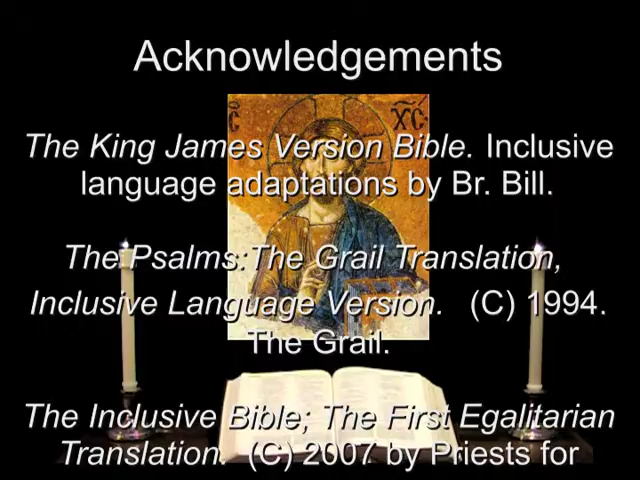 Acknowledgements
The King James Version Bible. Inclusive
language adaptations by Br. Bill.
The Psalms:The Grail Translation,
Inclusive Language Version. (C) 1994.
The Grail.
The Inclusive Bible; The First Egalitarian
Translation. (C) 2007 by Priests for